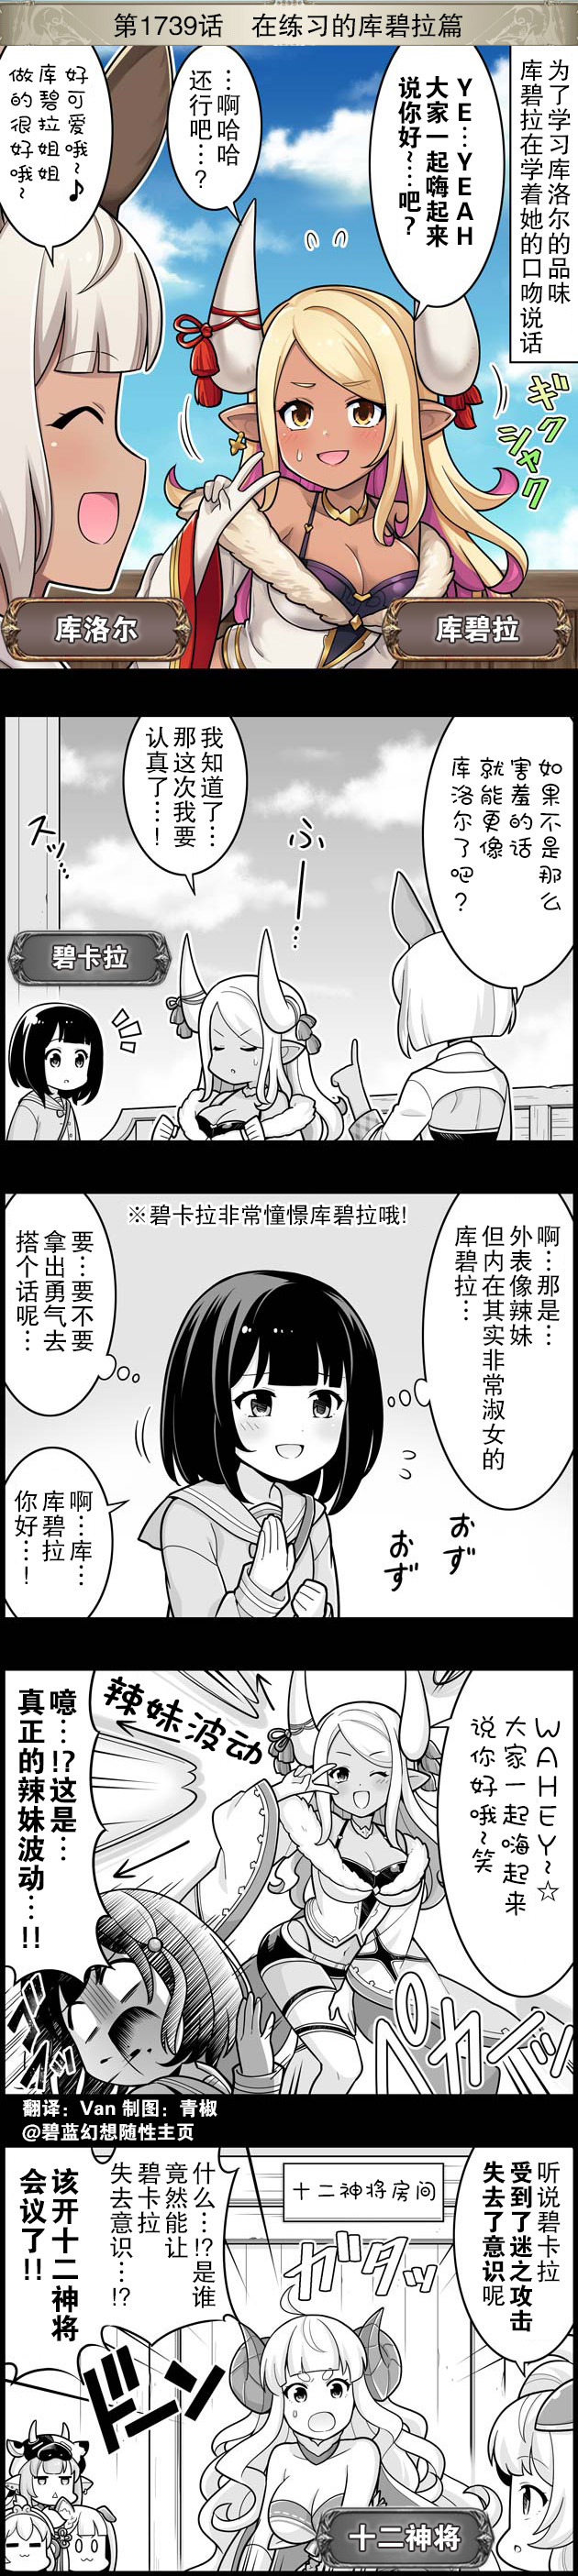 第1739话　在练习的库碧拉篇
为了学习库洛尔的品味
库碧拉在学着她的口吻说话
YE…YEAH
大家一起嗨起来
说你好~…吧？
…啊哈哈
还行吧…？
好可爱哦~♪
库碧拉姐姐
做的很好哦~
ギクシャク
库洛尔
库碧拉
如果不是那么
害羞的话
就能更像
库洛尔了吧？
我知道了…
那这次我要
认真了…！
ふー…
スッ…
碧卡拉
※碧卡拉非常憧憬库碧拉哦!
啊…那是…
外表像辣妹
但内在其实非常淑女的
库碧拉…
要…要不要
拿出勇气去
搭个话呢…
啊…库…
库碧拉
你好…！
おず
おず
WAHEY~☆
大家一起嗨起来
说你好哦~笑
辣妹波动
噫…!?这是…
真正的辣妹波动…!!
ペカーッ
翻译：Van 制图：青椒
@碧蓝幻想随性主页
听说碧卡拉
受到了迷之攻击
失去了意识呢
十二神将房间
ガタッ
什么…!?是谁
竟然能让
碧卡拉
失去意识…!?
该开十二神将
会议了!!
ドーン
十二神将